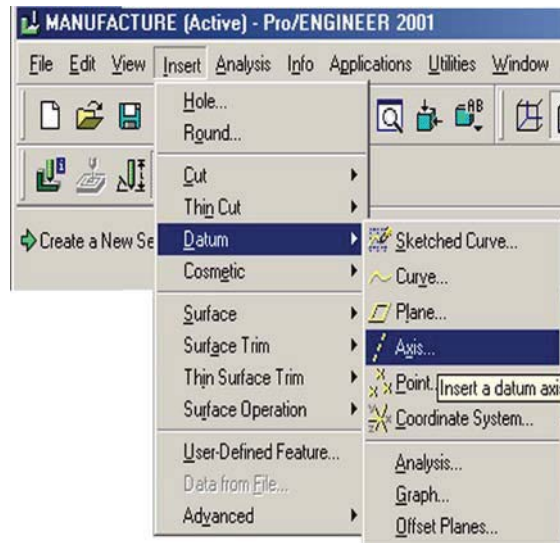 MANUFACTURE (Active) - Pro/ENGINEER 2001
File Edit View Insert Analysis Info Applications Utilities Window
Hole...
Round...
AB
Cut
Thin Cut
Create a New Se
Datum
Cosmetic
Surface
Surface Trim
Thin Surface Trim
Surface Operation
User-Defined Feature...
Data from File...
Advanced
Sketched Curve...
Curve...
Plane...
Axis...
Point.
Insert a datum axi
Coordinate System...
Analysis...
Graph...
Offset Planes...